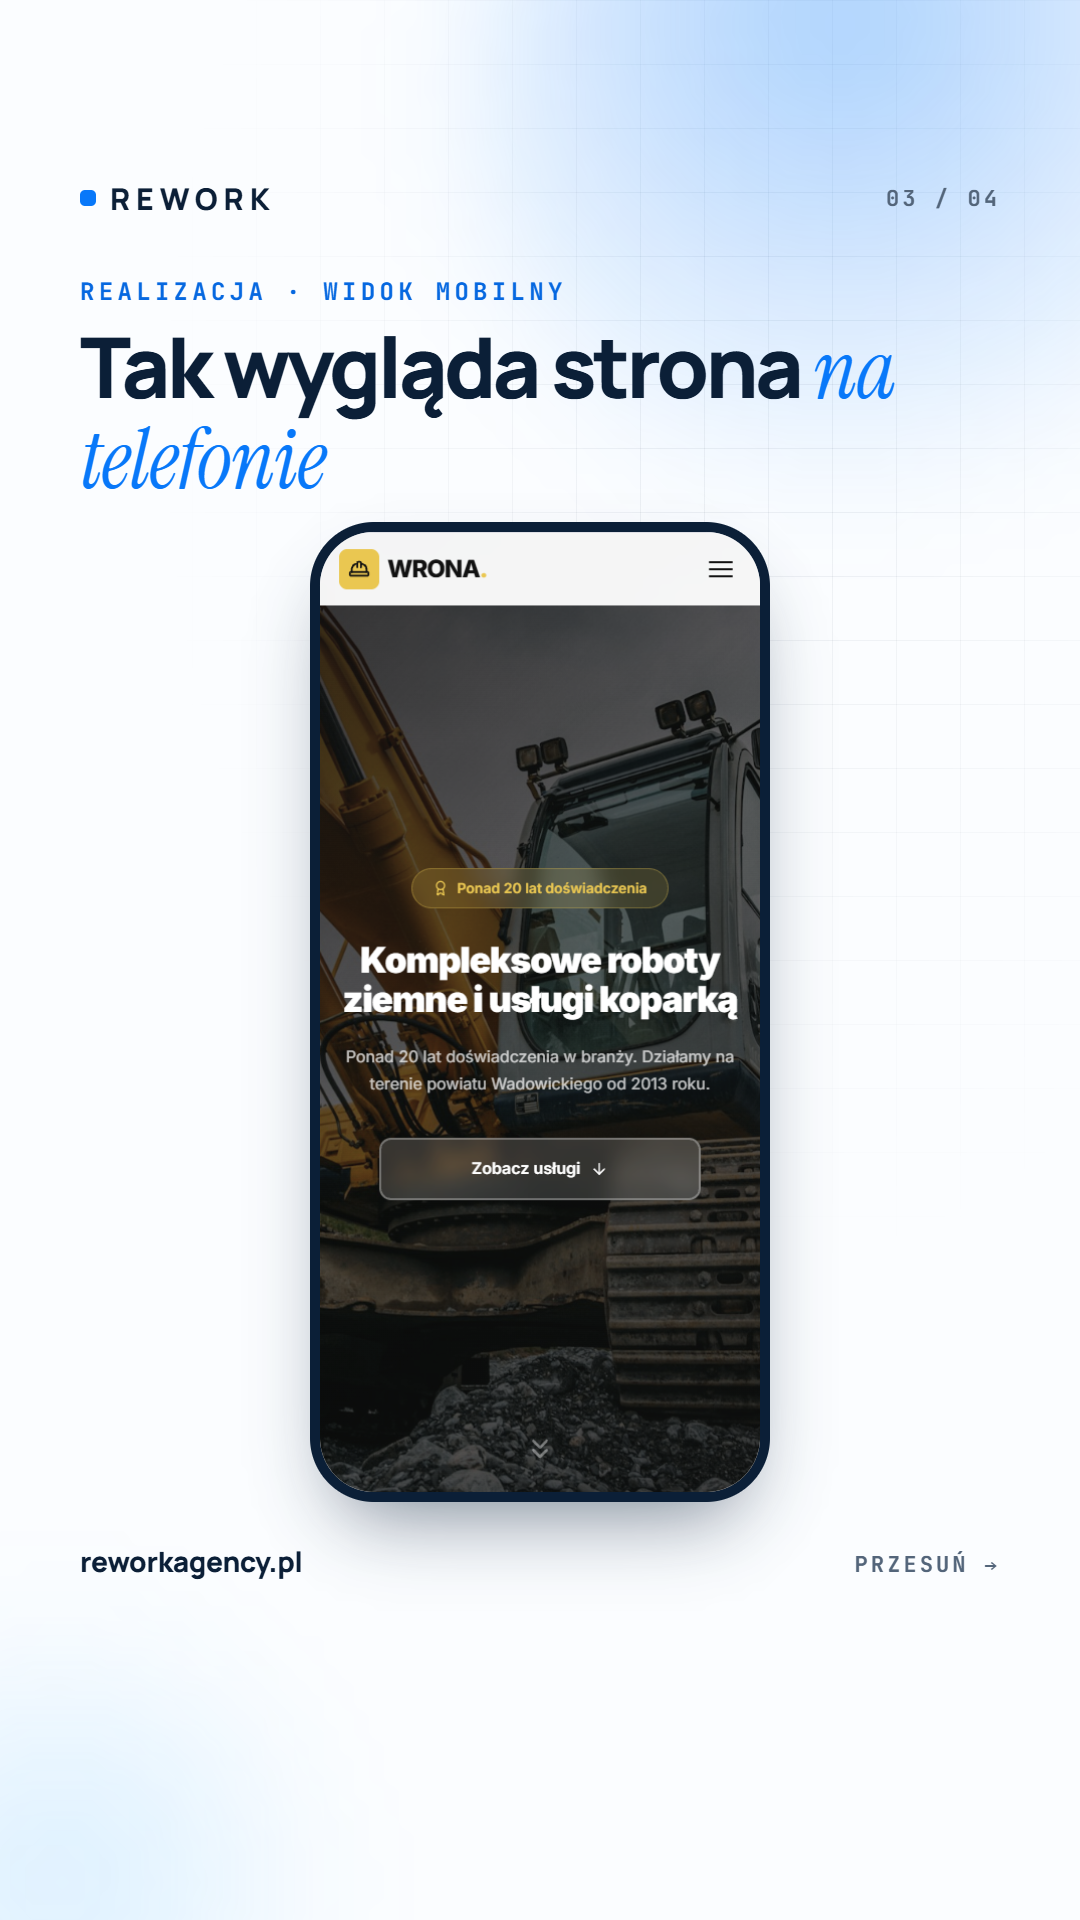 REWORK
03 / 04
REALIZACJA · WIDOK MOBILNY
Tak wygląda strona na
telefonie
WRONA.
Ponad 20 lat doświadczenia
Kompleksowe roboty
ziemne i usługi koparką
Ponad 20 lat doświadczenia w branży. Działamy na
terenie powiatu Wadowickiego od 2013 roku.
Zobacz usługi ↓
reworkagency.pl
PRZESUŃ →